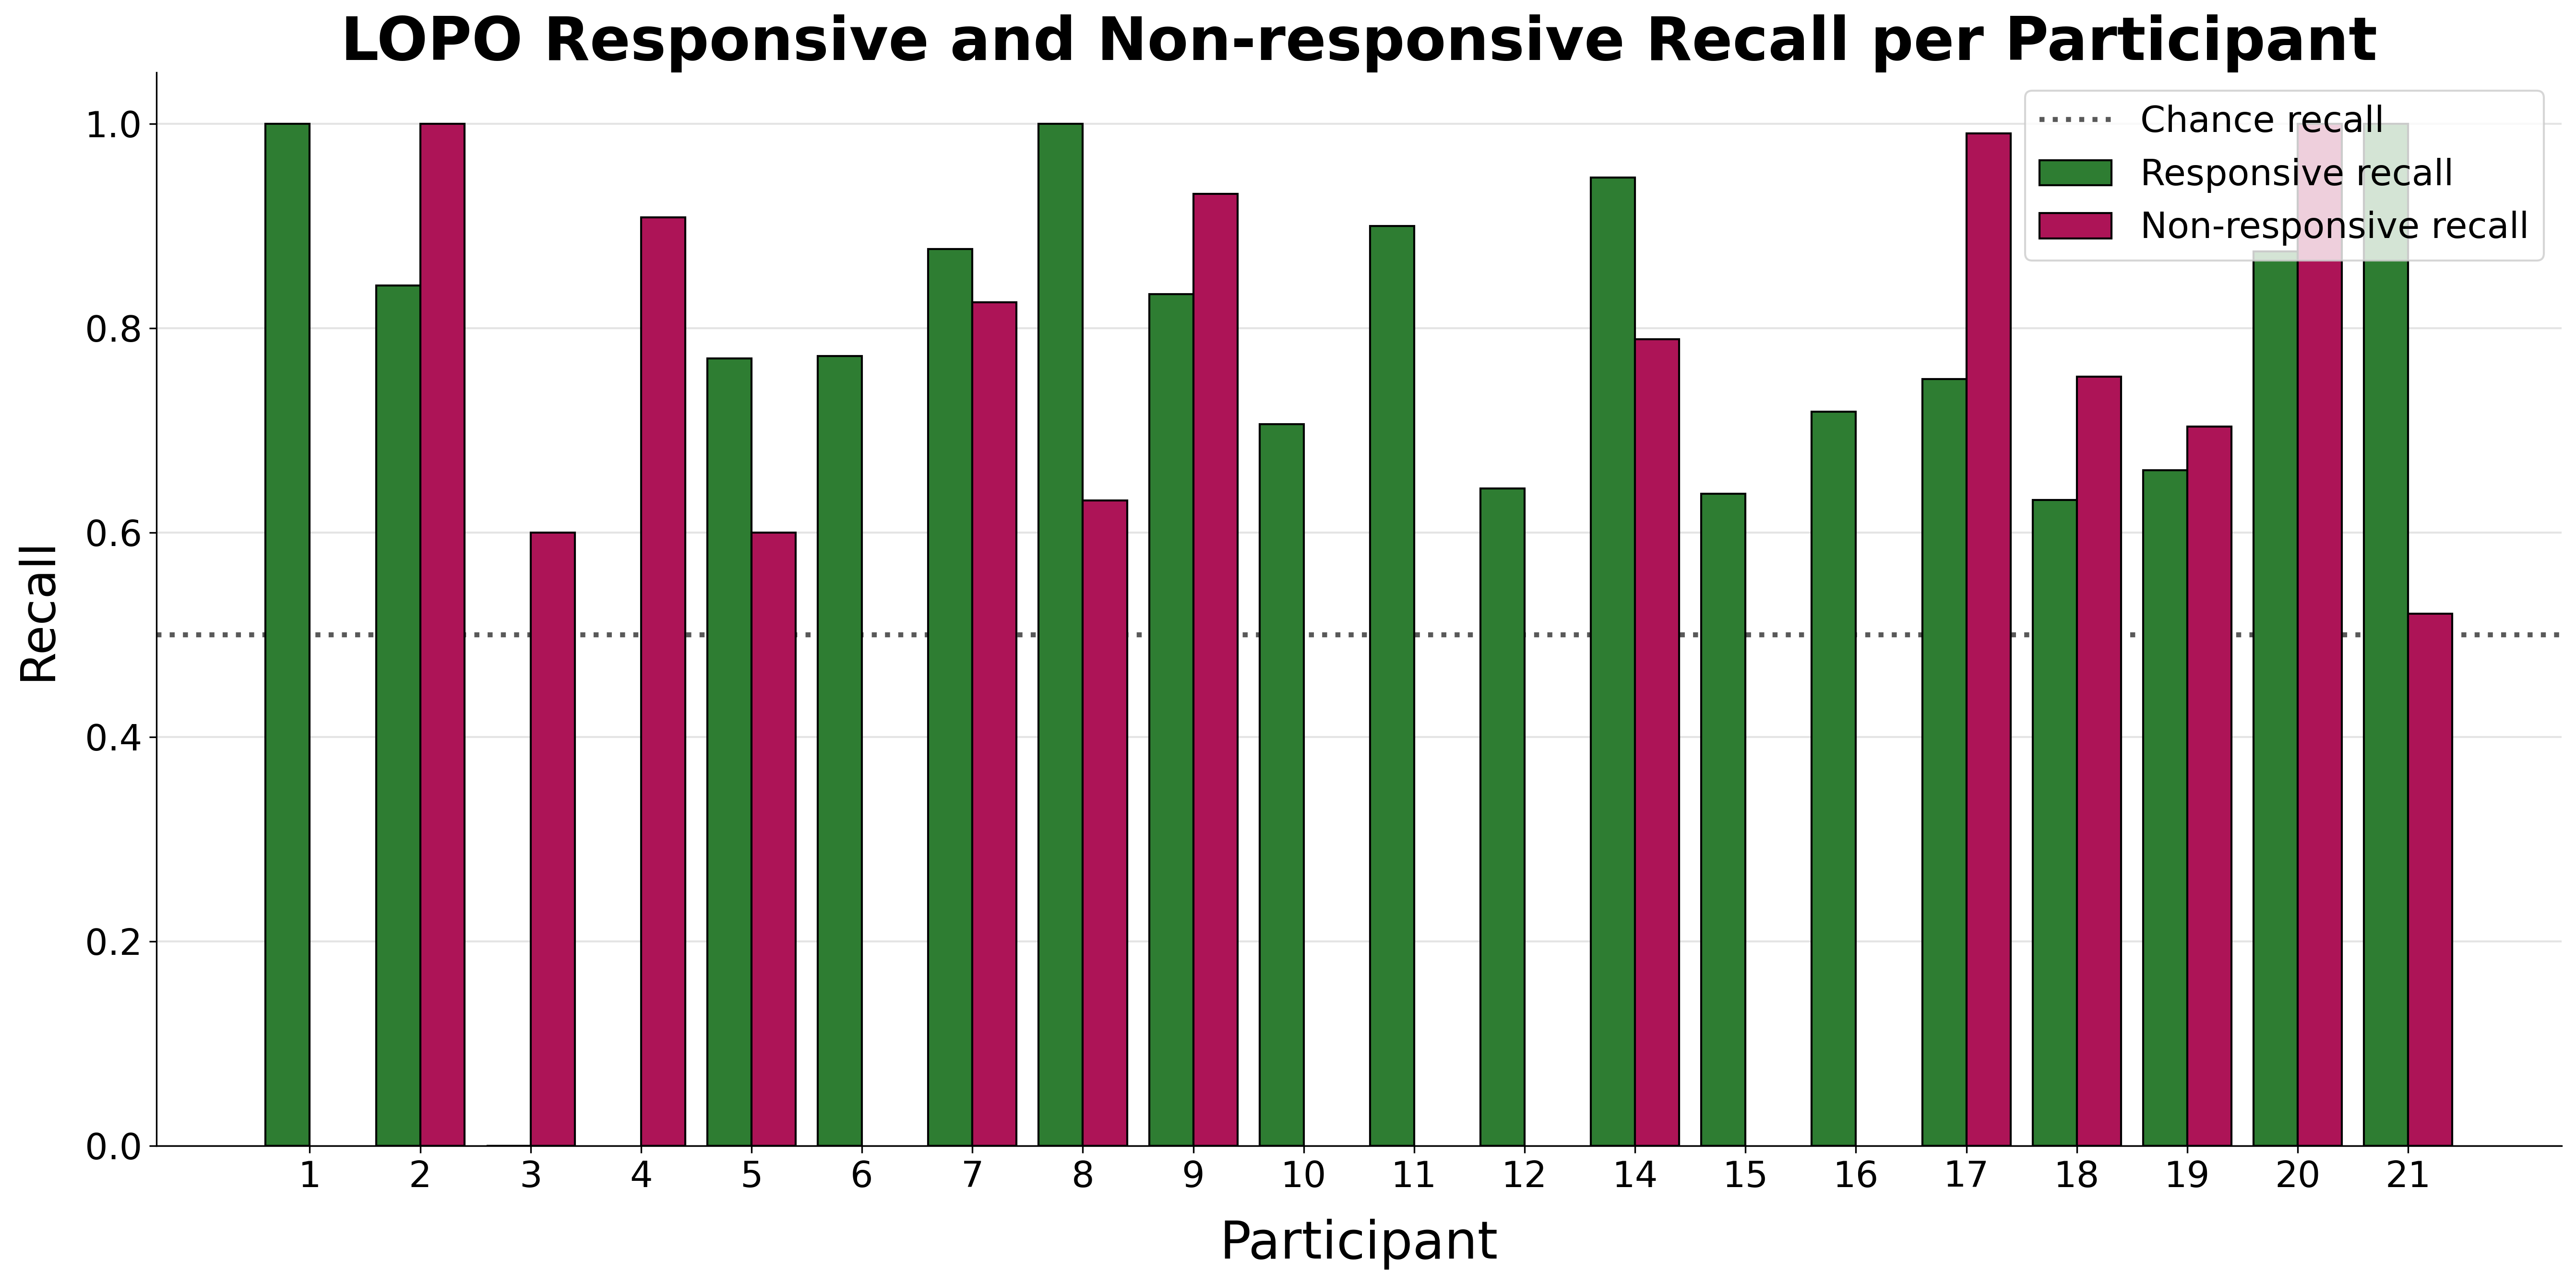 LOPO Responsive and Non-responsive Recall per Participant
Chance recall
Responsive recall
Non-responsive recall
Recall
1.0
0.8
0.6
0.4
0.2
0.0
1 2 3 4 5 6 7 8 9 10 11 12 14 15 16 17 18 19 20 21
Participant